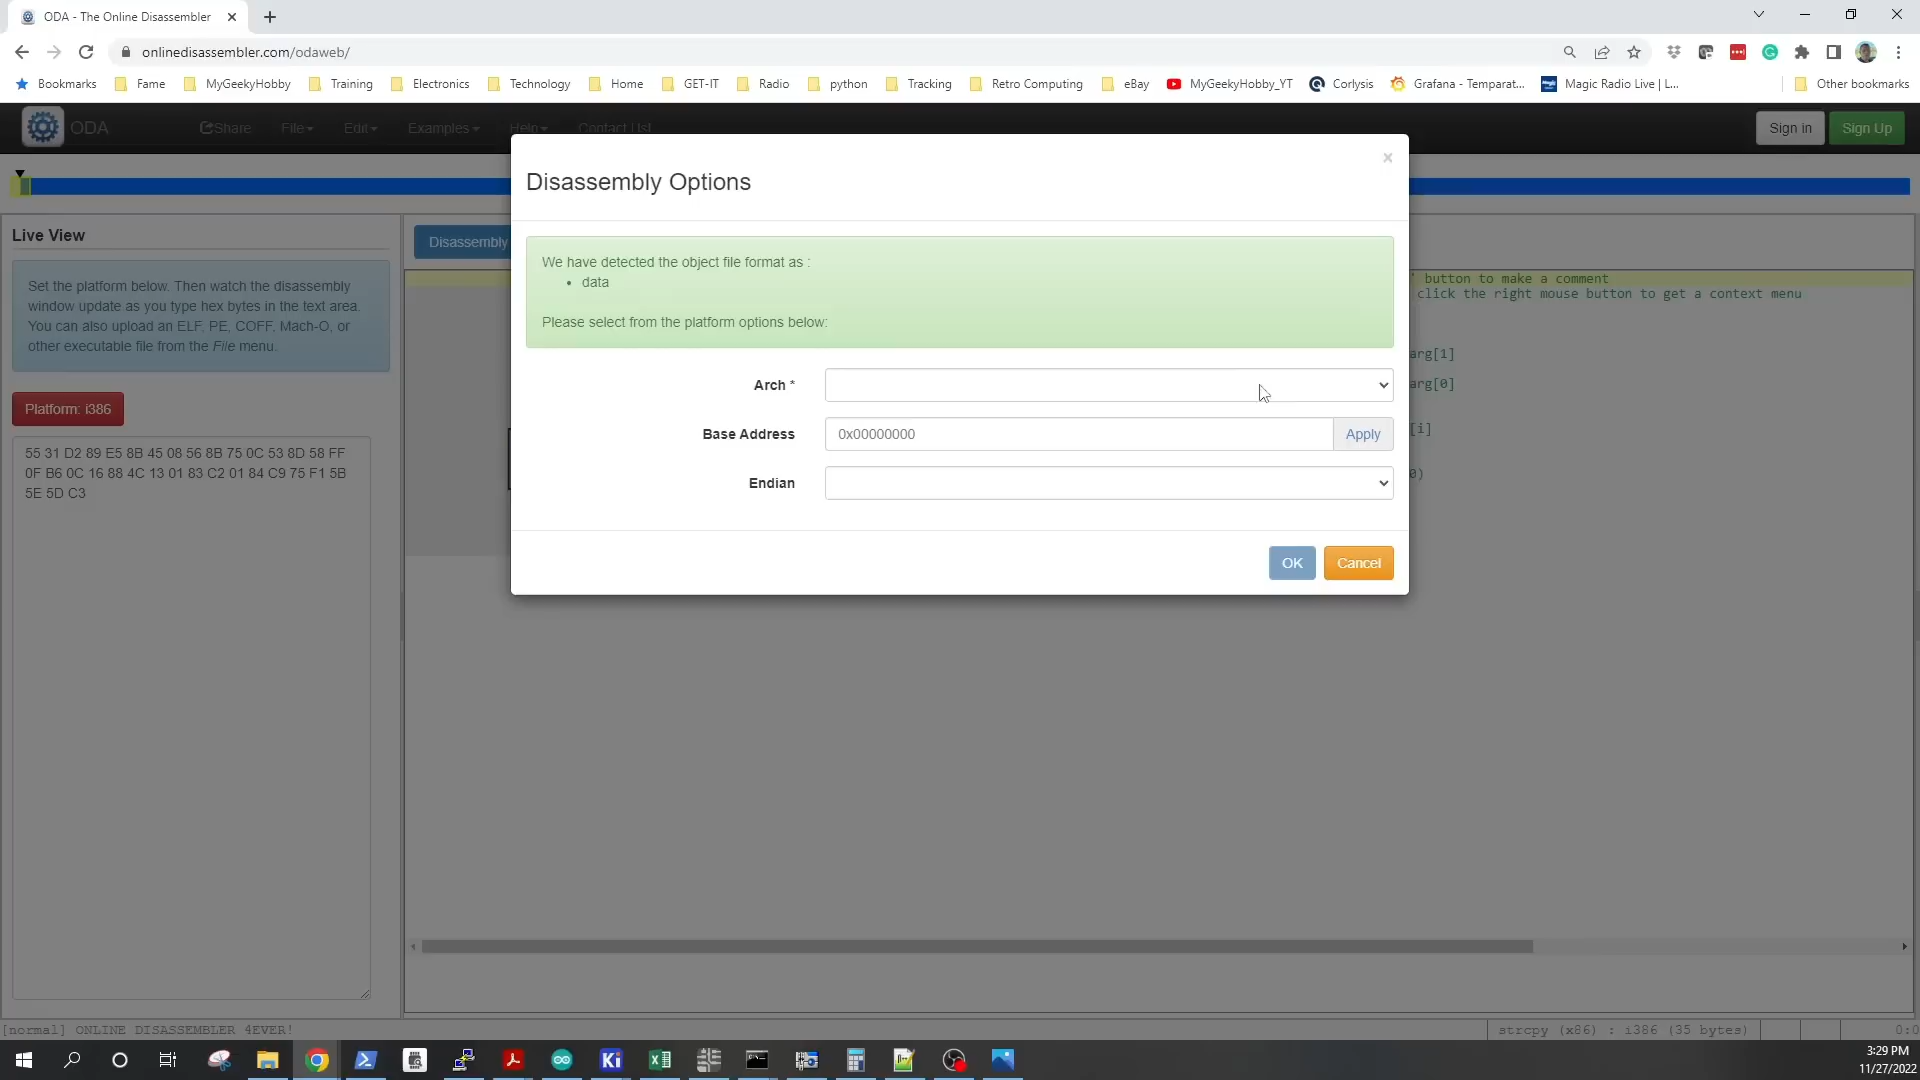 ODA - The Online Disassembler
onlinedisassembler.com/odaweb/
Bookmarks Fame MyGeekyHobby Training Electronics Technology Home GET-IT Radio python Tracking Retro Computing eBay MyGeekyHobby_YT Corlysis Grafana - Temparat... Magic Radio Live | L... Other bookmarks
ODA Share File Edit Examples Help Contact Us! Sign in Sign Up
Disassembly Options
Live View
Disassembly
Set the platform below. Then watch the disassembly
window update as you type hex bytes in the text area.
You can also upload an ELF, PE, COFF, Mach-O, or
other executable file from the File menu.
Platform: i386
55 31 D2 89 E5 8B 45 08 56 8B 75 0C 53 8D 58 FF
0F B6 0C 16 88 4C 13 01 83 C2 01 84 C9 75 F1 5B
5E 5D C3
We have detected the object file format as :
• data
Please select from the platform options below:
Arch *
Base Address 0x00000000 Apply
Endian
OK Cancel
' button to make a comment
click the right mouse button to get a context menu
arg[1]
arg[0]
[i]
0)
[normal] ONLINE DISASSEMBLER 4EVER!
strcpy (x86) : i386 (35 bytes)
0:0
Ki
3:29 PM
11/27/2022